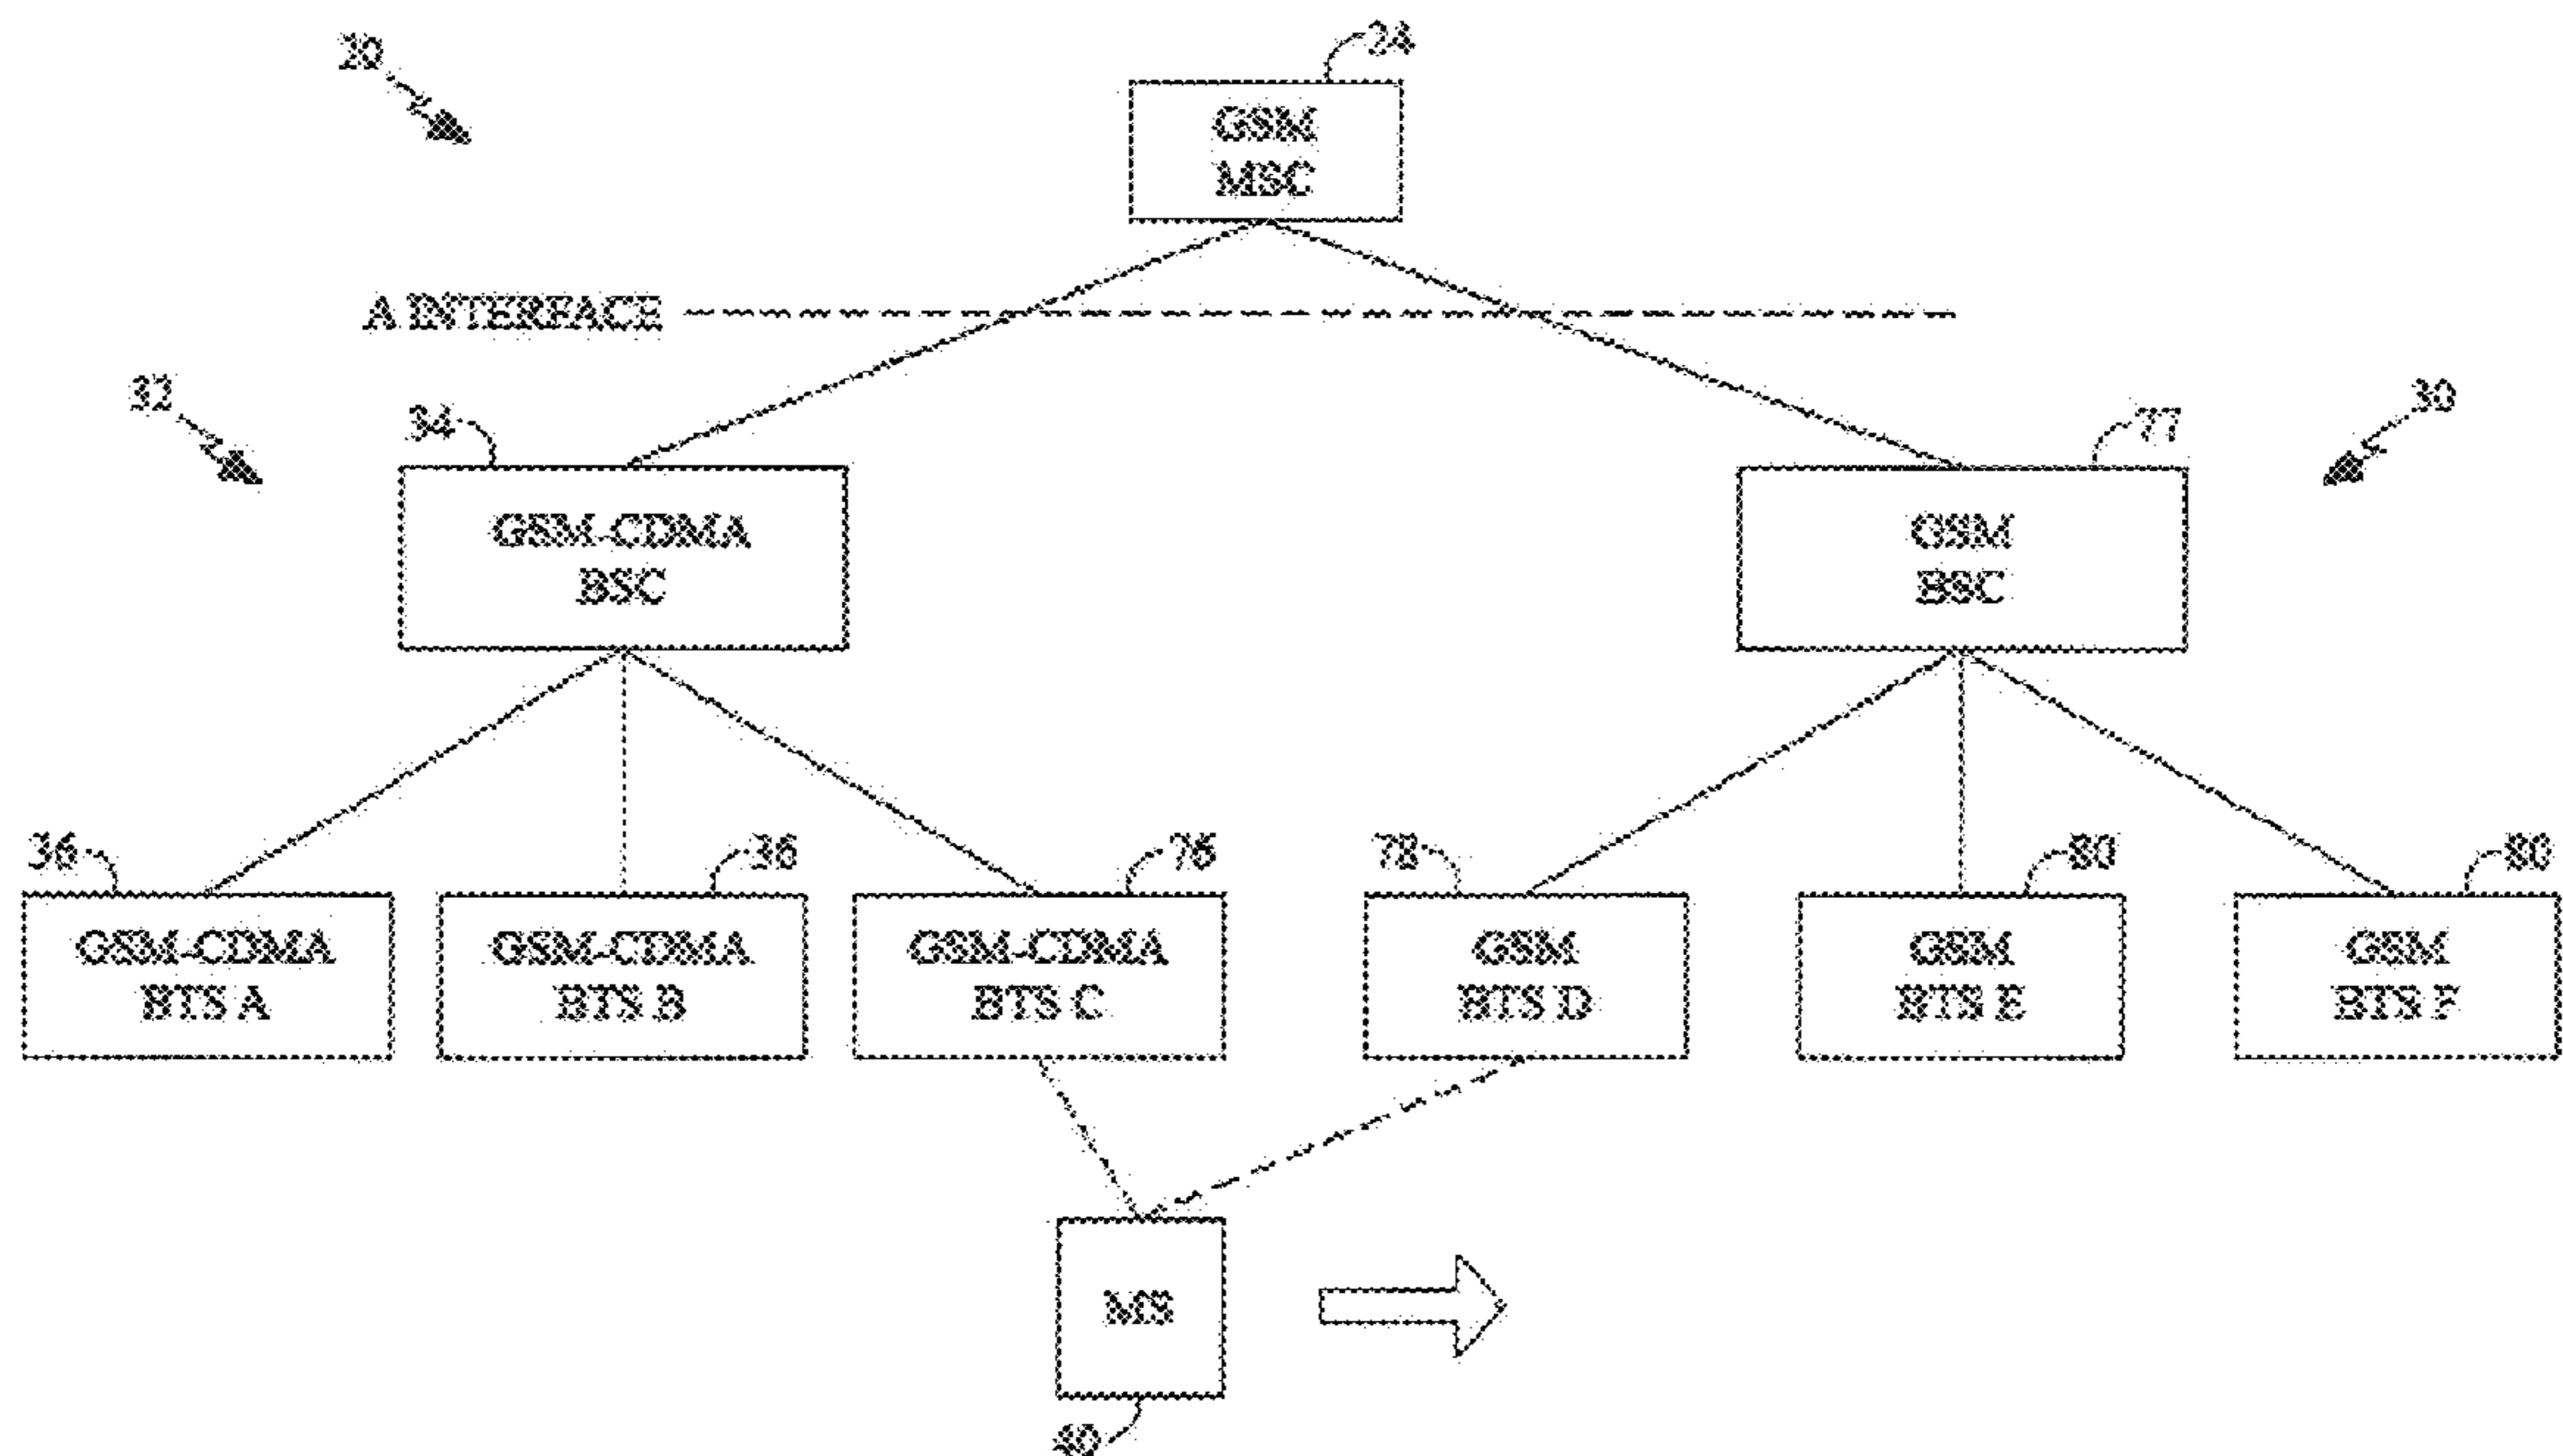 20
24
GSM
MSC
A INTERFACE
32
34
77
30
GSM-CDMA
BSC
GSM
BSC
36
36
76
78
80
80
GSM-CDMA
BTS A
GSM-CDMA
BTS B
GSM-CDMA
BTS C
GSM
BTS D
GSM
BTS E
GSM
BTS F
MS